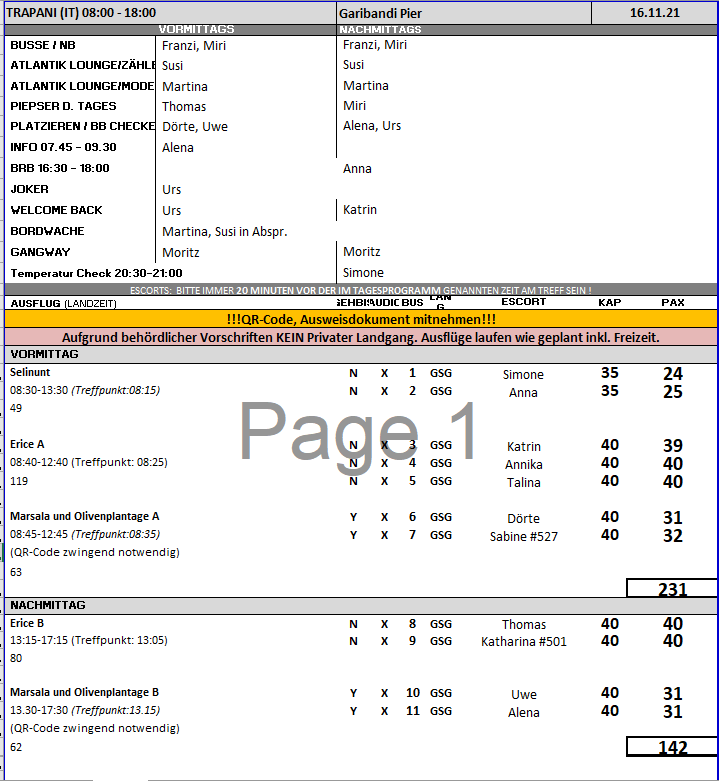 TRAPANI (IT) 08:00 - 18:00 Garibandi Pier 16.11.21
VORMITTAGS NACHMITTAGS
BUSSE / NB Franzi, Miri Franzi, Miri
ATLANTIK LOUNGE/ZÄHLE Susi Susi
ATLANTIK LOUNGE/MODE Martina Martina
PIEPSER D. TAGES Thomas Miri
PLATZIEREN / BB CHECKE Dörte, Uwe Alena, Urs
INFO 07.45 - 09.30 Alena
BRB 16:30 - 18:00 Anna
JOKER Urs
WELCOME BACK Urs Katrin
BORDWACHE Martina, Susi in Abspr.
GANGWAY Moritz Moritz
Temperatur Check 20:30-21:00 Simone
ESCORTS: BITTE IMMER 20 MINUTEN VOR DER IM TAGESPROGRAMM GENANNTEN ZEIT AM TREFF SEIN !
AUSFLUG (LANDZEIT) GEHBI AUDIO BUS LAN G ESCORT KAP PAX
!!!QR-Code, Ausweisdokument mitnehmen!!!
Aufgrund behördlicher Vorschriften KEIN Privater Landgang. Ausflüge laufen wie geplant inkl. Freizeit.
VORMITTAG
Selinunt N X 1 GSG Simone 35 24
08:30-13:30 (Treffpunkt:08:15) N X 2 GSG Anna 35 25
49
Page 1
Erice A N X 3 GSG Katrin 40 39
08:40-12:40 (Treffpunkt: 08:25) N X 4 GSG Annika 40 40
119 N X 5 GSG Talina 40 40
Marsala und Olivenplantage A Y X 6 GSG Dörte 40 31
08:45-12:45 (Treffpunkt:08:35) Y X 7 GSG Sabine #527 40 32
(QR-Code zwingend notwendig)
63
231
NACHMITTAG
Erice B N X 8 GSG Thomas 40 40
13:15-17:15 (Treffpunkt: 13:05) N X 9 GSG Katharina #501 40 40
80
Marsala und Olivenplantage B Y X 10 GSG Uwe 40 31
13.30-17:30 (Treffpunkt:13.15) Y X 11 GSG Alena 40 31
(QR-Code zwingend notwendig)
62 142